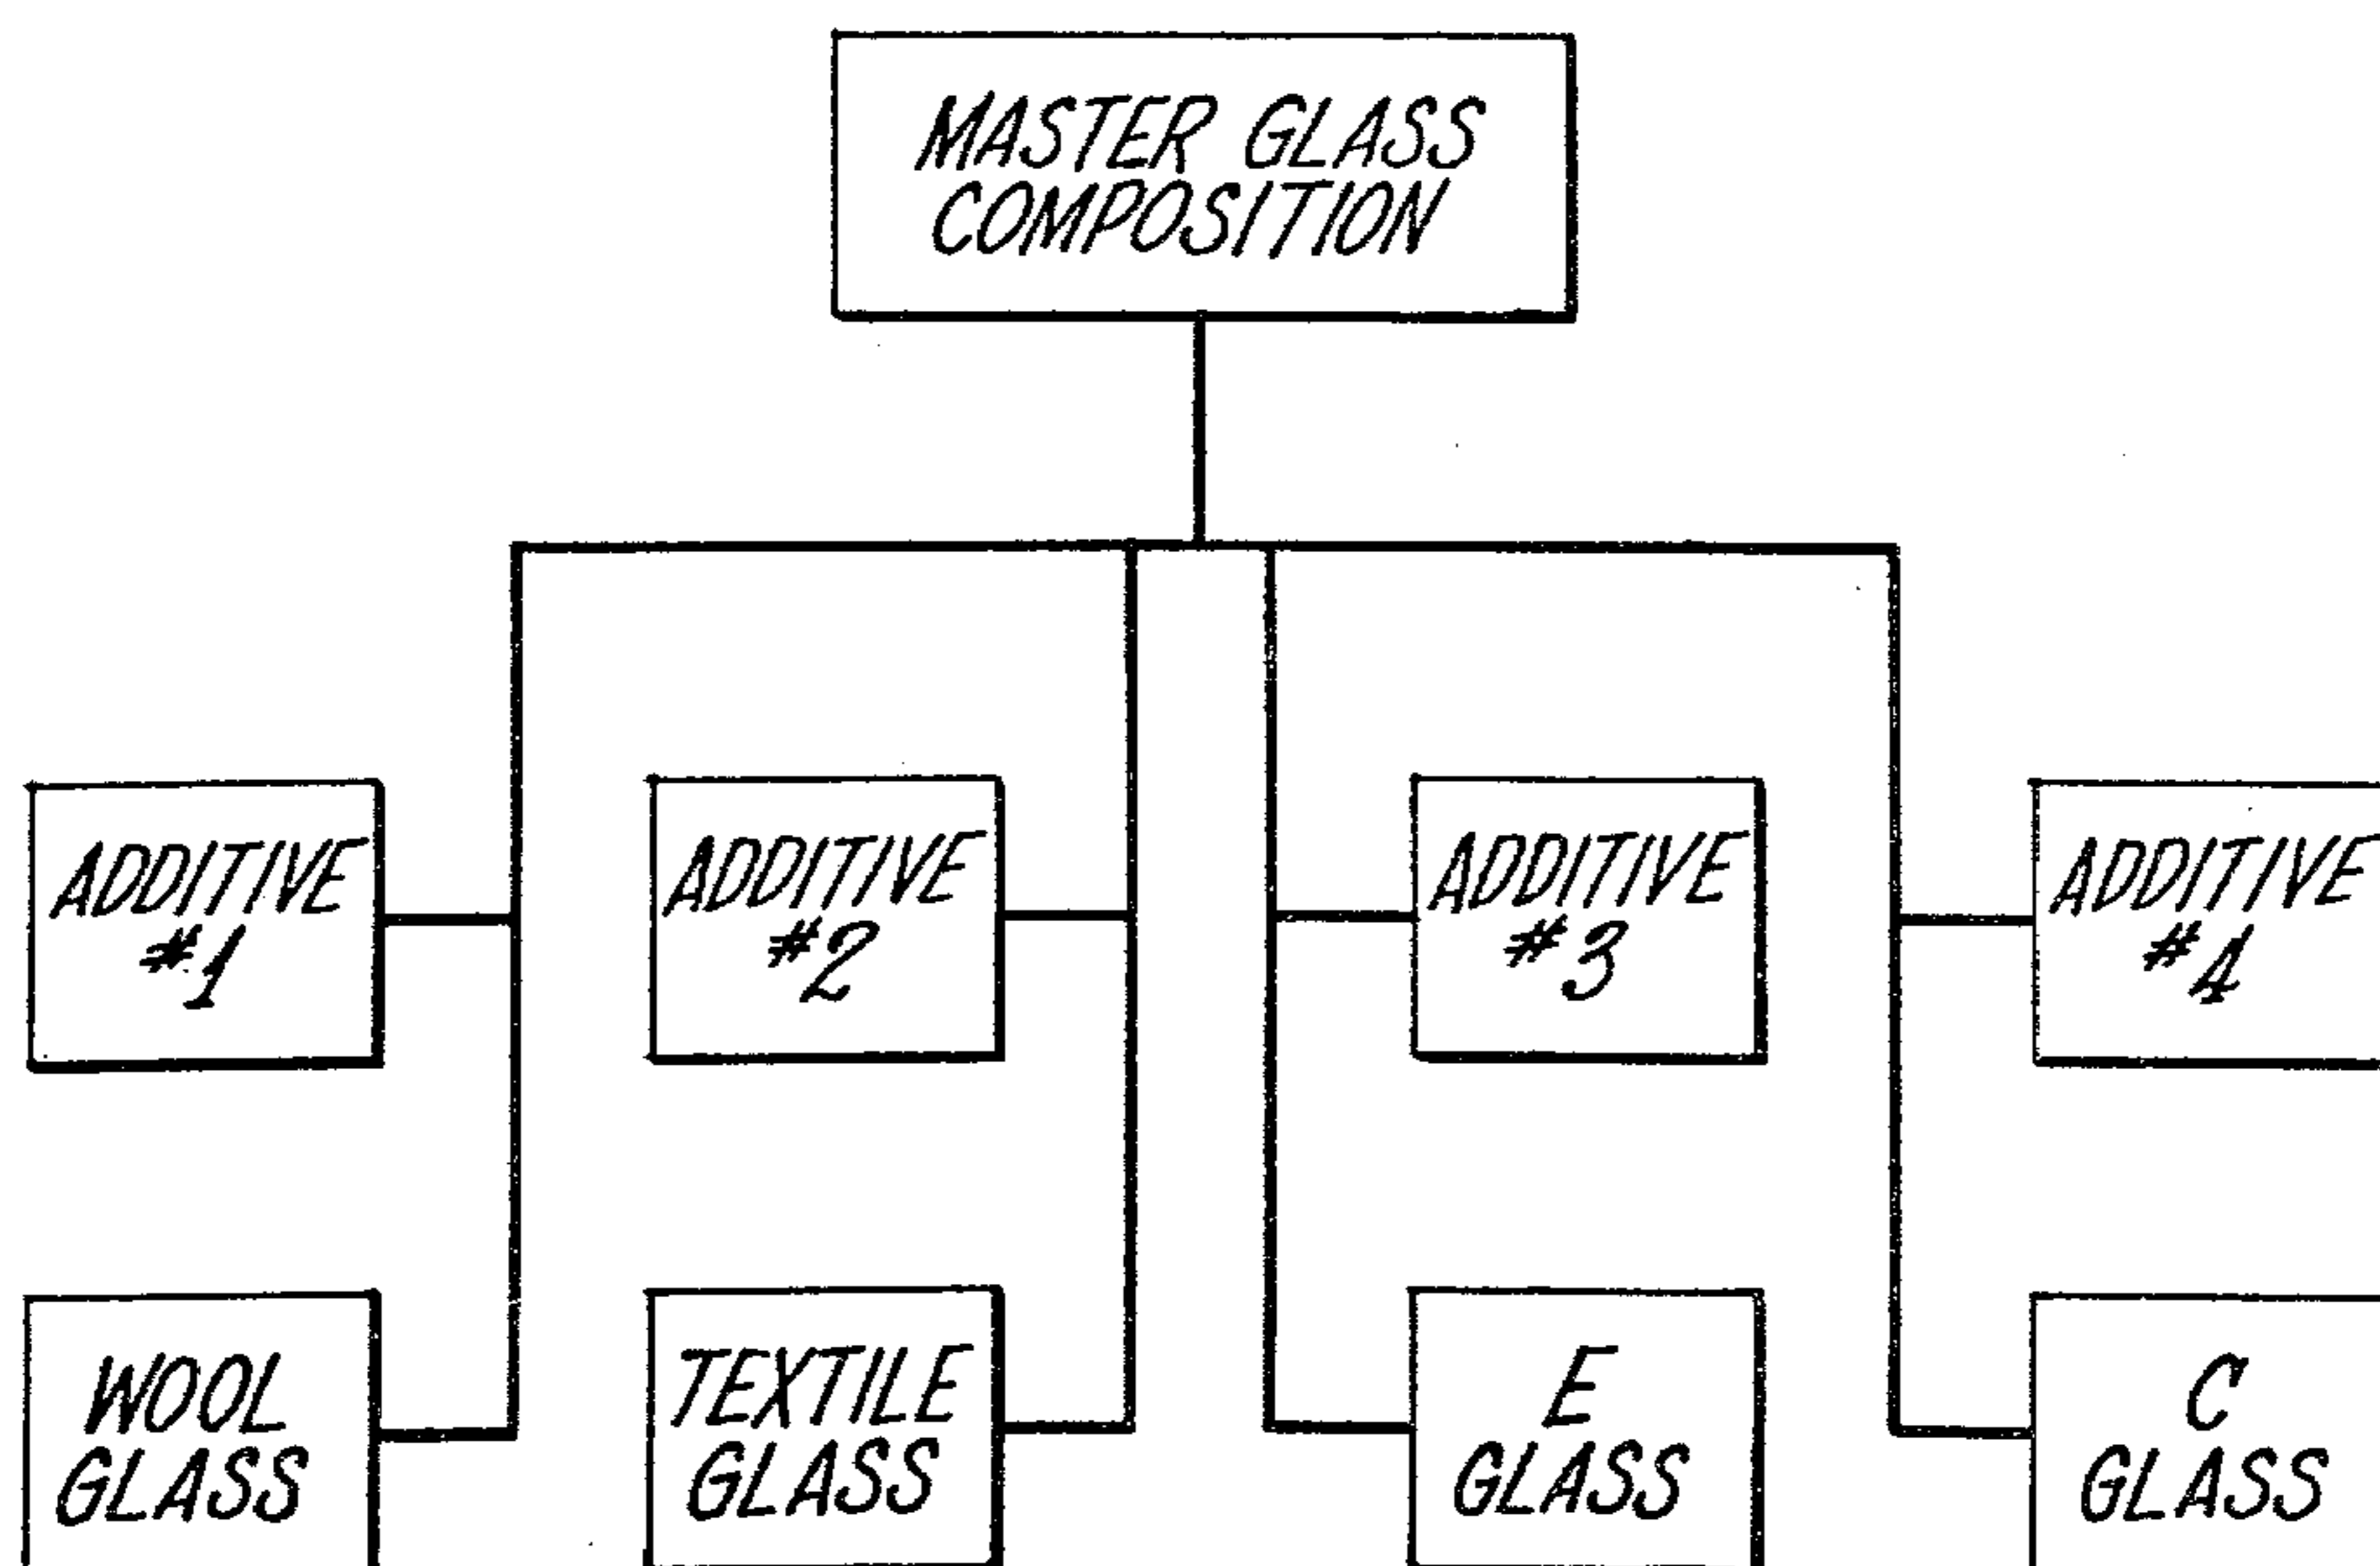 MASTER GLASS
COMPOSITION
ADDITIVE
#1
ADDITIVE
#2
ADDITIVE
#3
ADDITIVE
#4
WOOL
GLASS
TEXTILE
GLASS
E
GLASS
C
GLASS